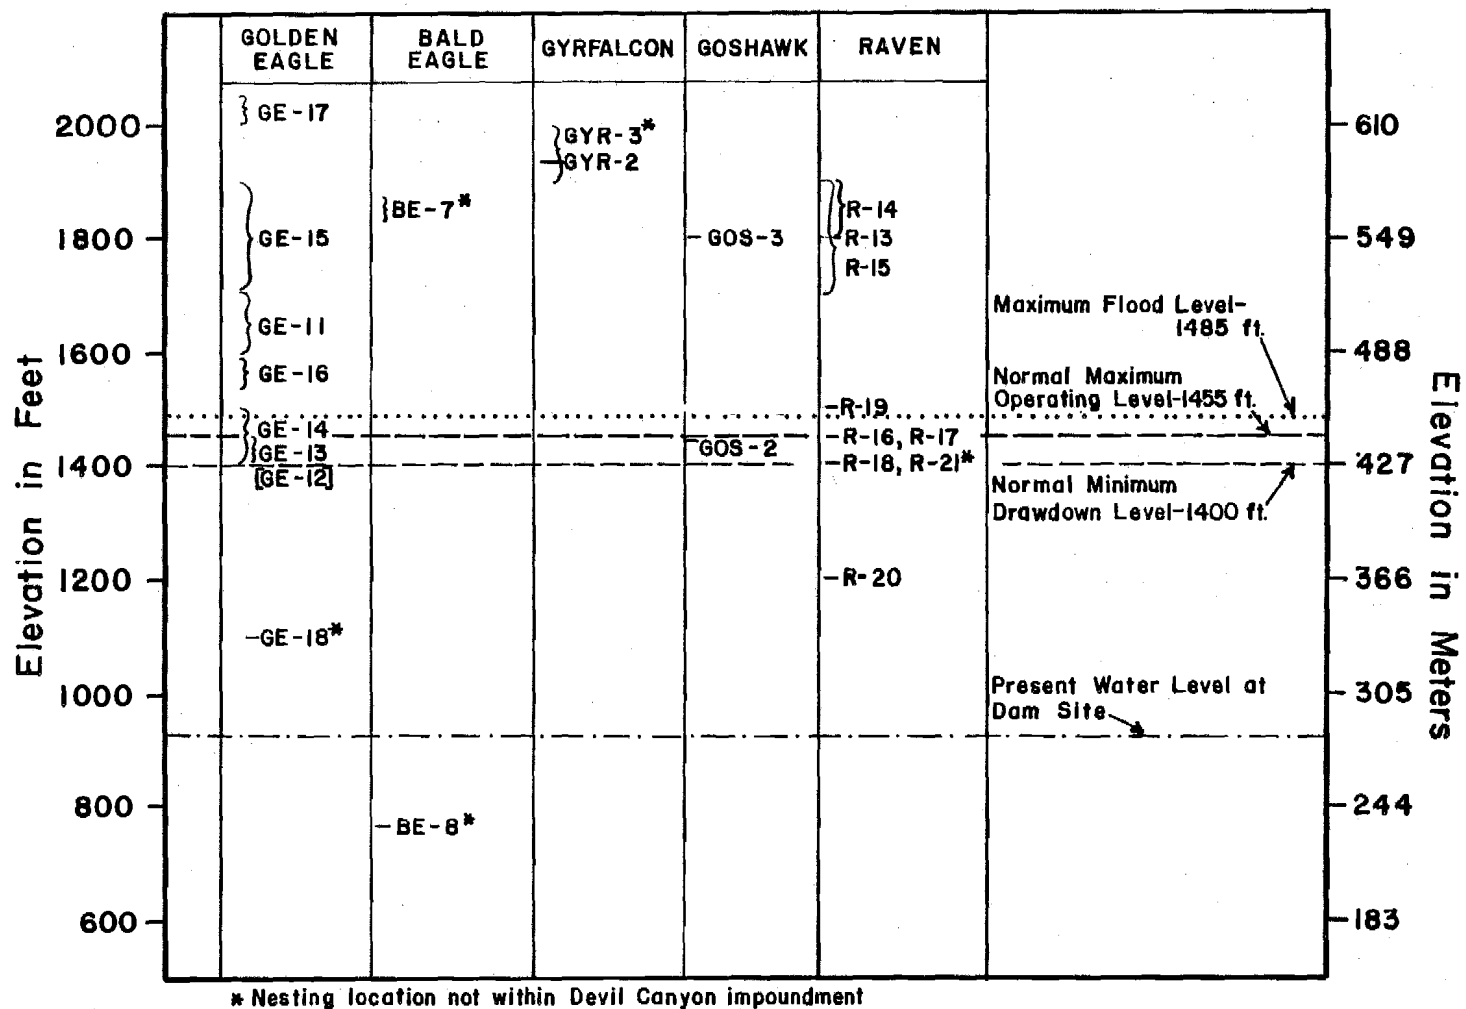 GOLDEN EAGLE
BALD EAGLE
GYRFALCON
GOSHAWK
RAVEN
Elevation in Feet
2000
1800
1600
1400
1200
1000
800
600
GE-17
GE-15
GE-11
GE-16
GE-14
GE-13
[GE-12]
GE-18*
BE-7*
BE-8*
GYR-3*
GYR-2
GOS-3
GOS-2
R-14
R-13
R-15
R-19
R-16, R-17
R-18, R-21*
R-20
Maximum Flood Level-
1485 ft.
Normal Maximum
Operating Level-1455 ft.
Normal Minimum
Drawdown Level-1400 ft.
Present Water Level at
Dam Site
610
549
488
427
366
305
244
183
Elevation in Meters
* Nesting location not within Devil Canyon impoundment